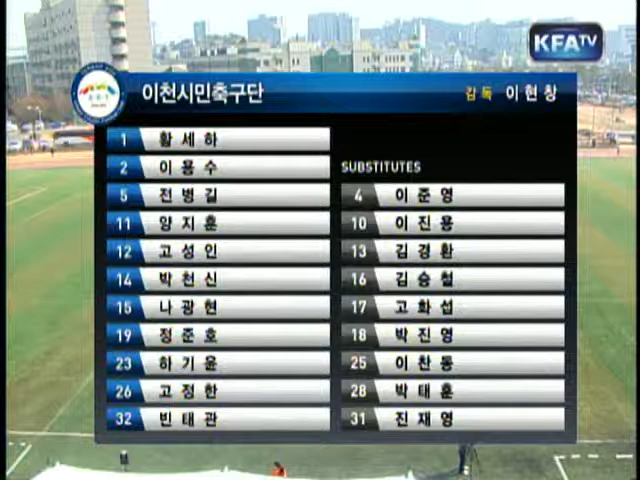 KFATV
이천시민축구단
감독 이현창
1 황세하
2 이용수
5 전병길
11 양지훈
12 고성인
14 박천신
15 나광현
19 정준호
23 하기윤
26 고정한
32 빈태관
SUBSTITUTES
4 이준영
10 이진용
13 김경환
16 김승철
17 고화섭
18 박진영
25 이찬동
28 박태훈
31 진재영